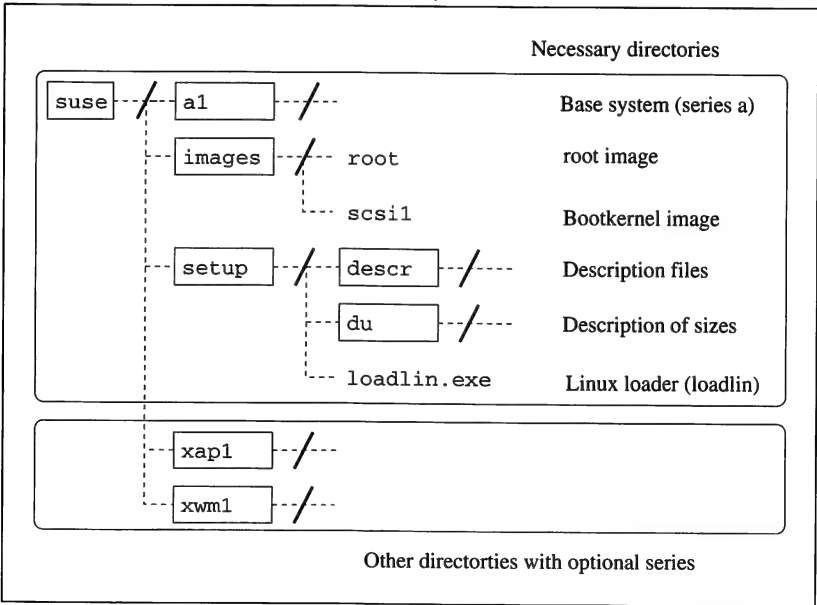 Necessary directories
suse a1 Base system (series a)
images root root image
scsi1 Bootkernel image
setup descr Description files
du Description of sizes
loadlin.exe Linux loader (loadlin)
xap1
xwm1
Other directorties with optional series